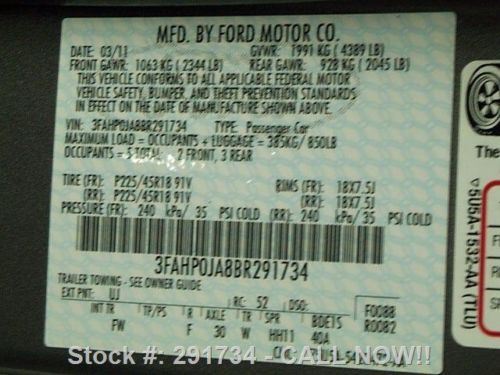 MFD. BY FORD MOTOR CO.
DATE: 03/11 GVWR: 1991 KG (4389 LB)
FRONT GAWR: 1063 KG (2344 LB) REAR GAWR: 928 KG (2045 LB)
THIS VEHICLE CONFORMS TO ALL APPLICABLE FEDERAL MOTOR
VEHICLE SAFETY, BUMPER, AND THEFT PREVENTION STANDARDS
IN EFFECT ON THE DATE OF MANUFACTURE SHOWN ABOVE.
VIN: 3FAHP0JA8BR291734 TYPE: Passenger Car
MAXIMUM LOAD = OCCUPANTS + LUGGAGE = 385KG/ 850LB
OCCUPANTS = 5 TOTAL, 2 FRONT, 3 REAR
TIRE (FR): P225/45R18 91V RIMS (FR): 18X7.5J
(RR): P225/45R18 91V (RR): 18X7.5J
PRESSURE (FR): 240 kPa/ 35 PSI COLD (RR): 240 kPa/ 35 PSI COLD
3FAHP0JA8BR291734
TRAILER TOWING - SEE OWNER GUIDE
EXT PNT: UJ RC: 52 DSO: F0088
INT TR TP/PS R AXLE TR SPR BDE1S R0082
FW F 30 W HH11 40A
Stock #: 291734 - CALL NOW!!
The
5U5A-1532-AA (TLU)